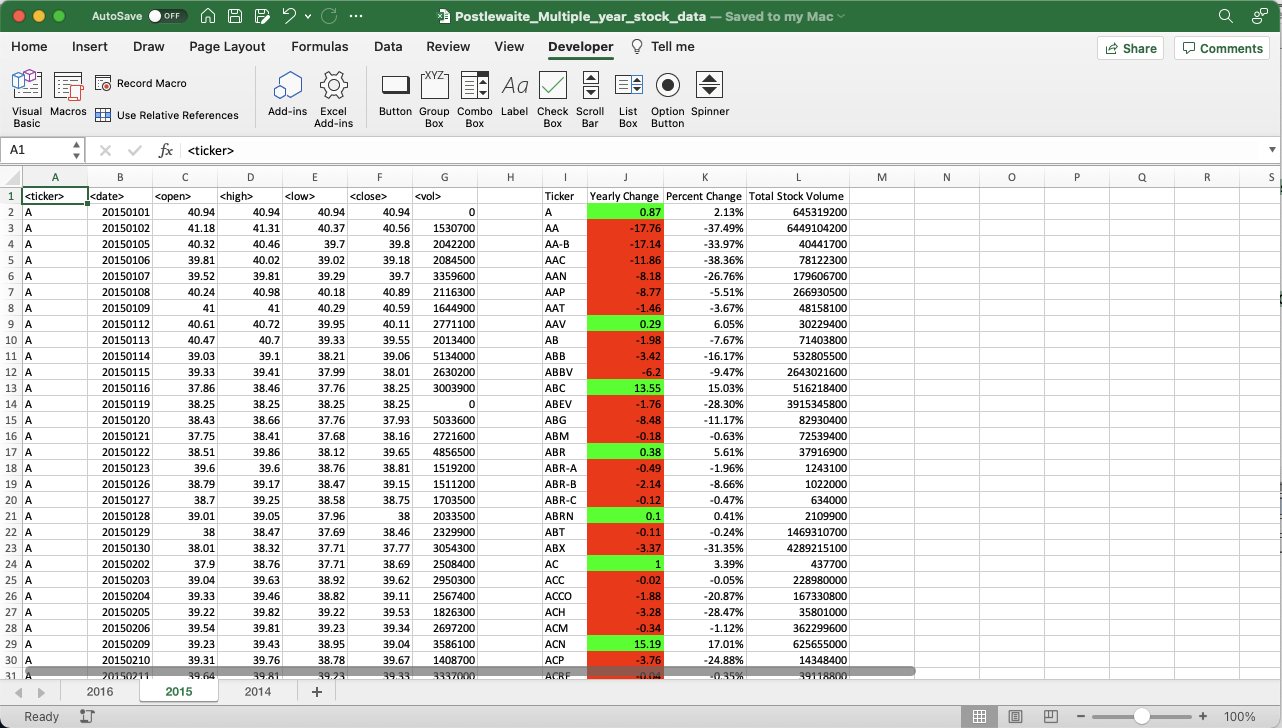 AutoSave OFF Postlewaite_Multiple_year_stock_data — Saved to my Mac
Home Insert Draw Page Layout Formulas Data Review View Developer Tell me Share Comments
Visual Basic Macros Record Macro Use Relative References Add-ins Excel Add-ins Button Group Box XYZ Combo Box Aa Label Check Box Scroll Bar List Box Option Button Spinner
A1 fx <ticker>
A B C D E F G H I J K L M N O P Q R S
1 <ticker> <date> <open> <high> <low> <close> <vol> Ticker Yearly Change Percent Change Total Stock Volume
2 A 20150101 40.94 40.94 40.94 40.94 0 A 0.87 2.13% 645319200
3 A 20150102 41.18 41.31 40.37 40.56 1530700 AA -17.76 -37.49% 6449104200
4 A 20150105 40.32 40.46 39.7 39.8 2042200 AA-B -17.14 -33.97% 40441700
5 A 20150106 39.81 40.02 39.02 39.18 2084500 AAC -11.86 -38.36% 78122300
6 A 20150107 39.52 39.81 39.29 39.7 3359600 AAN -8.18 -26.76% 179606700
7 A 20150108 40.24 40.98 40.18 40.89 2116300 AAP -8.77 -5.51% 266930500
8 A 20150109 41 41 40.29 40.59 1644900 AAT -1.46 -3.67% 48158100
9 A 20150112 40.61 40.72 39.95 40.11 2771100 AAV 0.29 6.05% 30229400
10 A 20150113 40.47 40.7 39.33 39.55 2013400 AB -1.98 -7.67% 71403800
11 A 20150114 39.03 39.1 38.21 39.06 5134000 ABB -3.42 -16.17% 532805500
12 A 20150115 39.33 39.41 37.99 38.01 2630200 ABBV -6.2 -9.47% 2643021600
13 A 20150116 37.86 38.46 37.76 38.25 3003900 ABC 13.55 15.03% 516218400
14 A 20150119 38.25 38.25 38.25 38.25 0 ABEV -1.76 -28.30% 3915345800
15 A 20150120 38.43 38.66 37.76 37.93 5033600 ABG -8.48 -11.17% 82930400
16 A 20150121 37.75 38.41 37.68 38.16 2721600 ABM -0.18 -0.63% 72539400
17 A 20150122 38.51 39.86 38.12 39.65 4856500 ABR 0.38 5.61% 37916900
18 A 20150123 39.6 39.6 38.76 38.81 1519200 ABR-A -0.49 -1.96% 1243100
19 A 20150126 38.79 39.17 38.47 39.15 1511200 ABR-B -2.14 -8.66% 1022000
20 A 20150127 38.7 39.25 38.58 38.75 1703500 ABR-C -0.12 -0.47% 634000
21 A 20150128 39.01 39.05 37.96 38 2033500 ABRN 0.1 0.41% 2109900
22 A 20150129 38 38.47 37.69 38.46 2329900 ABT -0.11 -0.24% 1469310700
23 A 20150130 38.01 38.32 37.71 37.77 3054300 ABX -3.37 -31.35% 4289215100
24 A 20150202 37.9 38.76 37.71 38.69 2508400 AC 1 3.39% 437700
25 A 20150203 39.04 39.63 38.92 39.62 2950300 ACC -0.02 -0.05% 228980000
26 A 20150204 39.33 39.46 38.82 39.11 2567400 ACCO -1.88 -20.87% 167330800
27 A 20150205 39.22 39.82 39.22 39.53 1826300 ACH -3.28 -28.47% 35801000
28 A 20150206 39.54 39.81 39.23 39.34 2697200 ACM -0.34 -1.12% 362299600
29 A 20150209 39.23 39.43 38.95 39.04 3586100 ACN 15.19 17.01% 625655000
30 A 20150210 39.31 39.76 38.78 39.67 1408700 ACP -3.76 -24.88% 14348400
31 A 20150211 39.64 39.81 39.23 39.33 3337000 ACRE -0.04 -0.35% 39118800
2016 2015 2014 +
Ready 100%